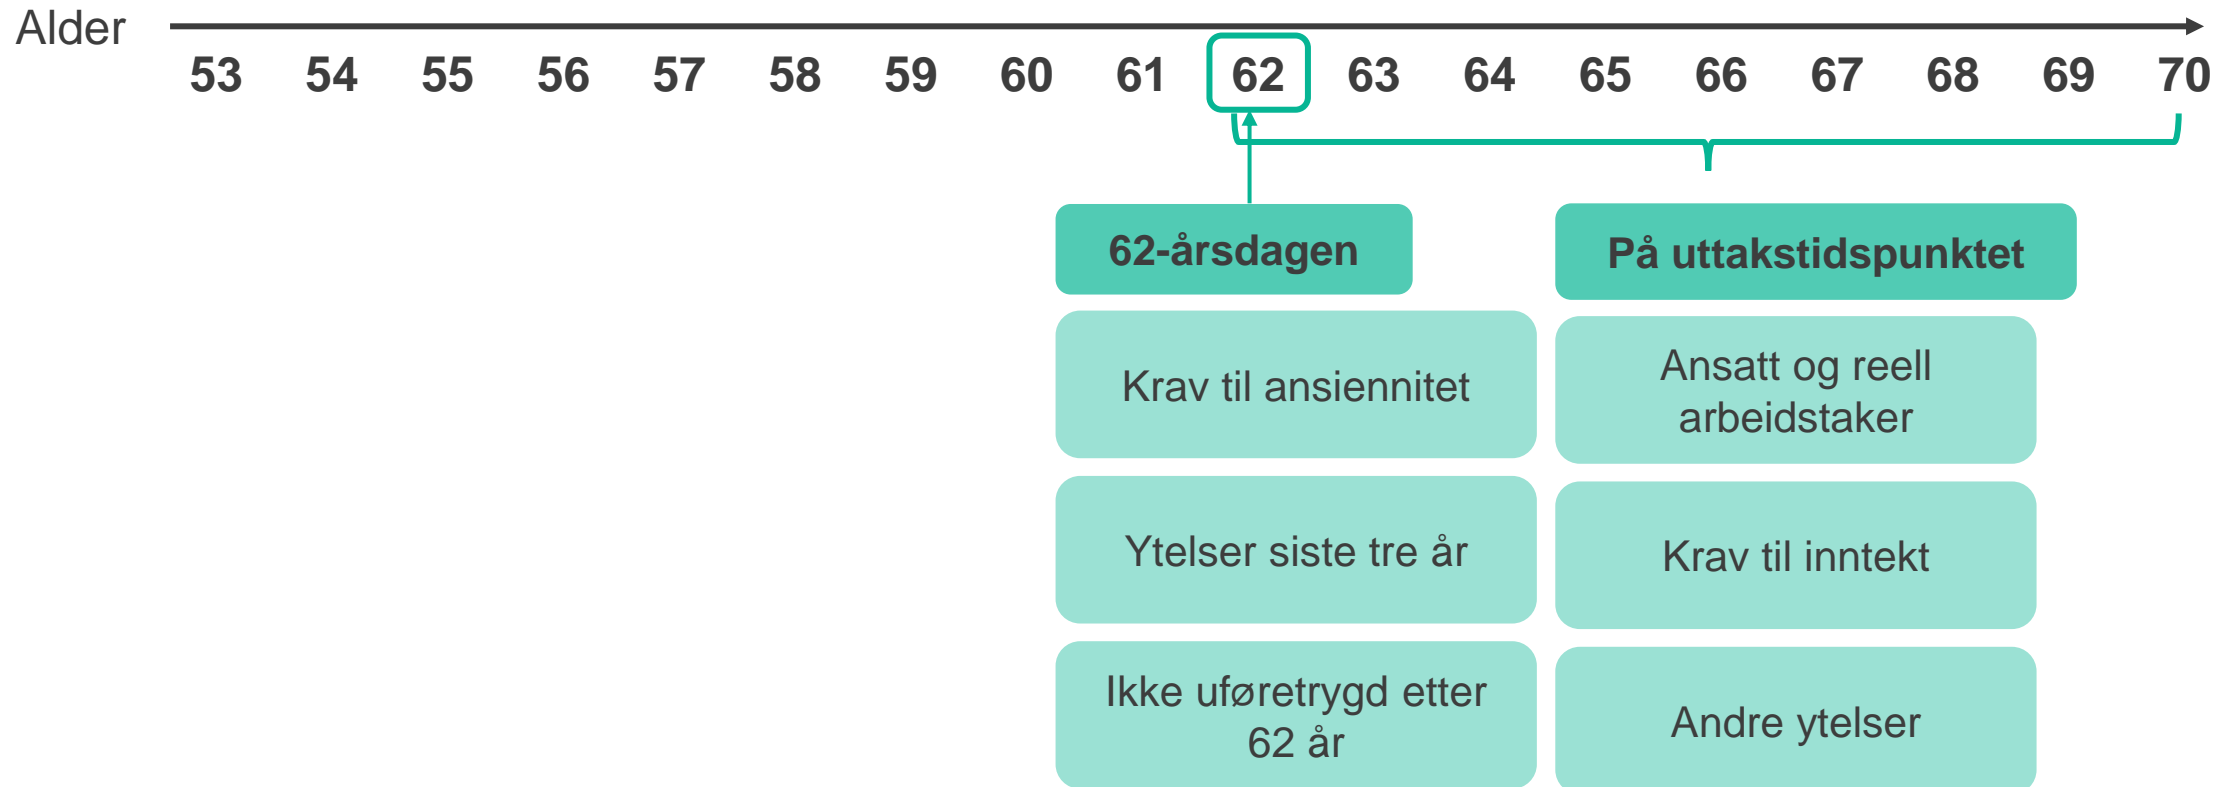 Alder
53 54 55 56 57 58 59 60 61 62 63 64 65 66 67 68 69 70
62-årsdagen
Krav til ansiennitet
Ytelser siste tre år
Ikke uføretrygd etter
62 år
På uttakstidspunktet
Ansatt og reell
arbeidstaker
Krav til inntekt
Andre ytelser